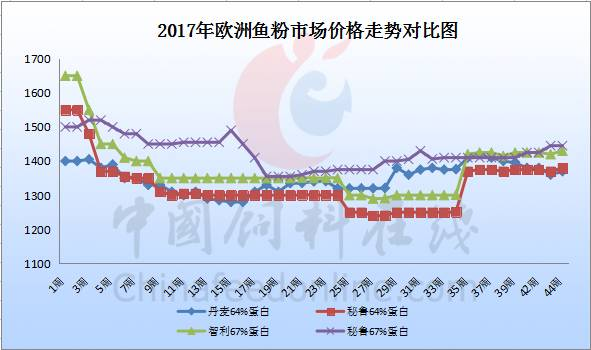 2017年欧洲鱼粉市场价格走势对比图
1700
1600
1500
1400
1300
1200
1100
1周 3周 5周 7周 9周 11周 13周 15周 17周 19周 21周 23周 25周 27周 29周 31周 33周 35周 37周 39周 42周 44周
中国饲料在线
Chinafeedonline.com
丹麦64%蛋白 秘鲁64%蛋白
智利67%蛋白 秘鲁67%蛋白